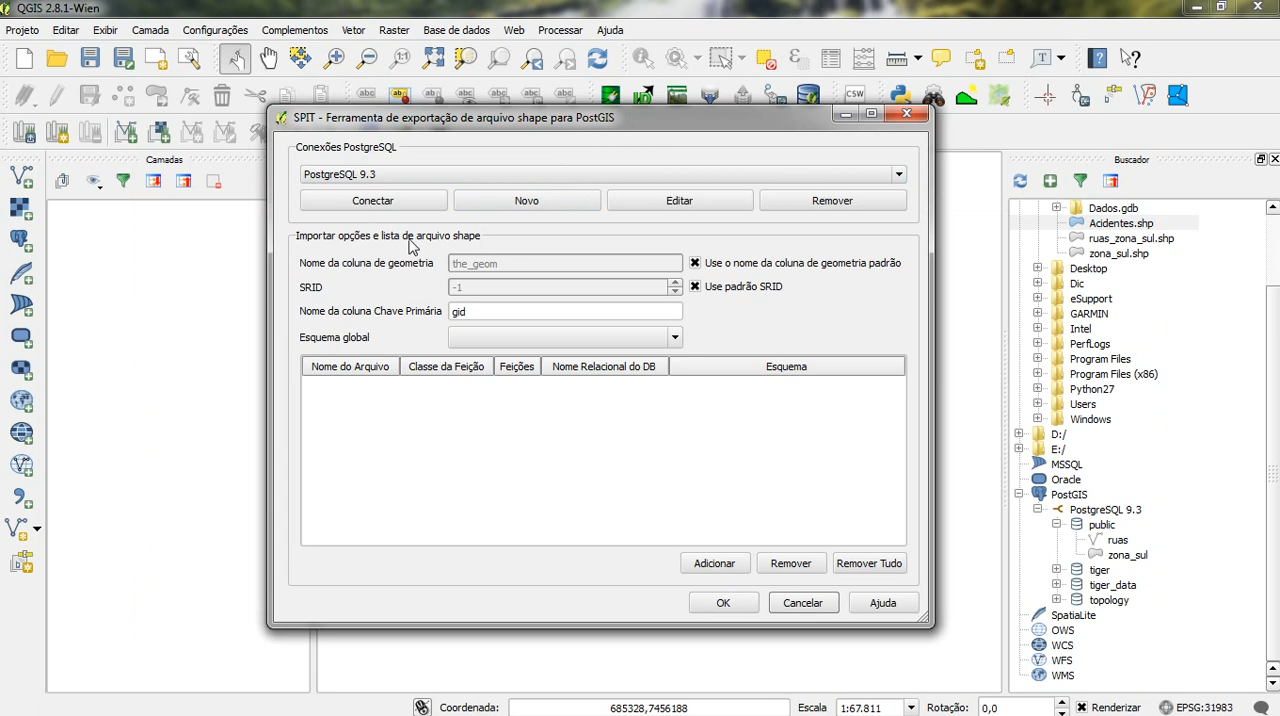 QGIS 2.8.1-Wien
Projeto Editar Exibir Camada Configurações Complementos Vetor Raster Base de dados Web Processar Ajuda
CSW
SPIT - Ferramenta de exportação de arquivo shape para PostGIS
Conexões PostgreSQL
PostgreSQL 9.3
Conectar Novo Editar Remover
Importar opções e lista de arquivo shape
Nome da coluna de geometria the_geom Use o nome da coluna de geometria padrão
SRID -1 Use padrão SRID
Nome da coluna Chave Primária gid
Esquema global
Nome do Arquivo Classe da Feição Feições Nome Relacional do DB Esquema
Adicionar Remover Remover Tudo
OK Cancelar Ajuda
Camadas
Buscador
Dados.gdb
Acidentes.shp
ruas_zona_sul.shp
zona_sul.shp
Desktop
Dic
eSupport
GARMIN
Intel
PerfLogs
Program Files
Program Files (x86)
Python27
Users
Windows
D:/
E:/
MSSQL
Oracle
PostGIS
PostgreSQL 9.3
public
ruas
zona_sul
tiger
tiger_data
topology
SpatiaLite
OWS
WCS
WFS
WMS
Coordenada: 685328,7456188 Escala 1:67.811 Rotação: 0,0 Renderizar EPSG:31983